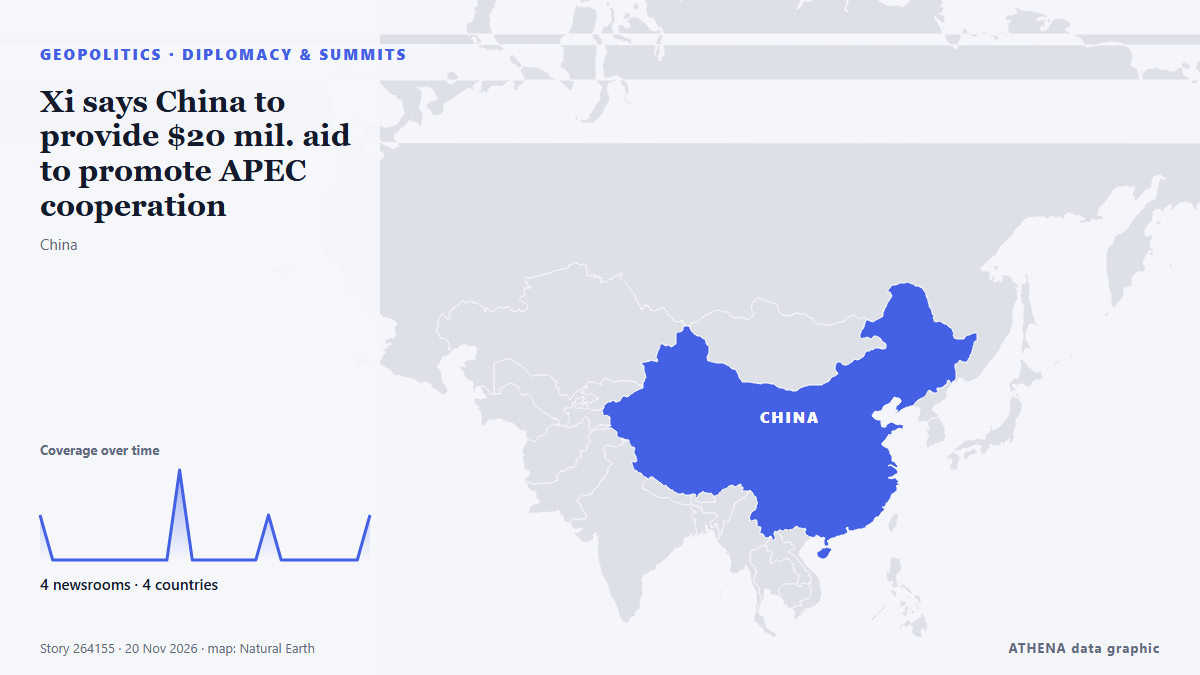 GEOPOLITICS · DIPLOMACY & SUMMITS
Xi says China to
provide $20 mil. aid
to promote APEC
cooperation
China
CHINA
Coverage over time
4 newsrooms · 4 countries
Story 264155 · 20 Nov 2026 · map: Natural Earth
ATHENA data graphic